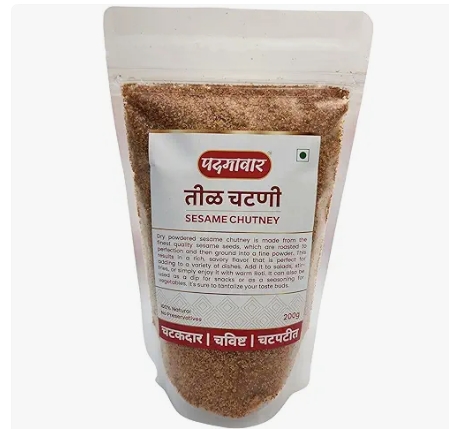 पदमावार
तीळ चटणी
SESAME CHUTNEY
Dry powdered sesame chutney is made from the
finest quality sesame seeds, which are roasted to
perfection and then ground into a fine powder. This
results in a rich, savory flavor that is perfect for
adding to a variety of dishes. Add it to salads, stir-
fries, or simply enjoy it with warm Roti. It can also be
used as a dip for snacks or as a seasoning for
vegetables, it's sure to tantalize your taste buds.
100% Natural
No Preservatives
200g
चटकदार | चविष्ट | चटपटीत